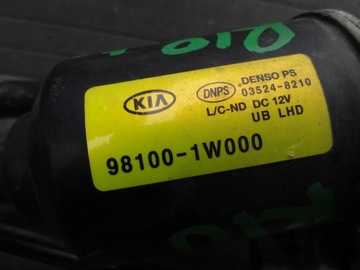 KIA
DNPS
DENSO PS
03524-8210
L/C-ND DC 12V
UB LHD
98100-1W000